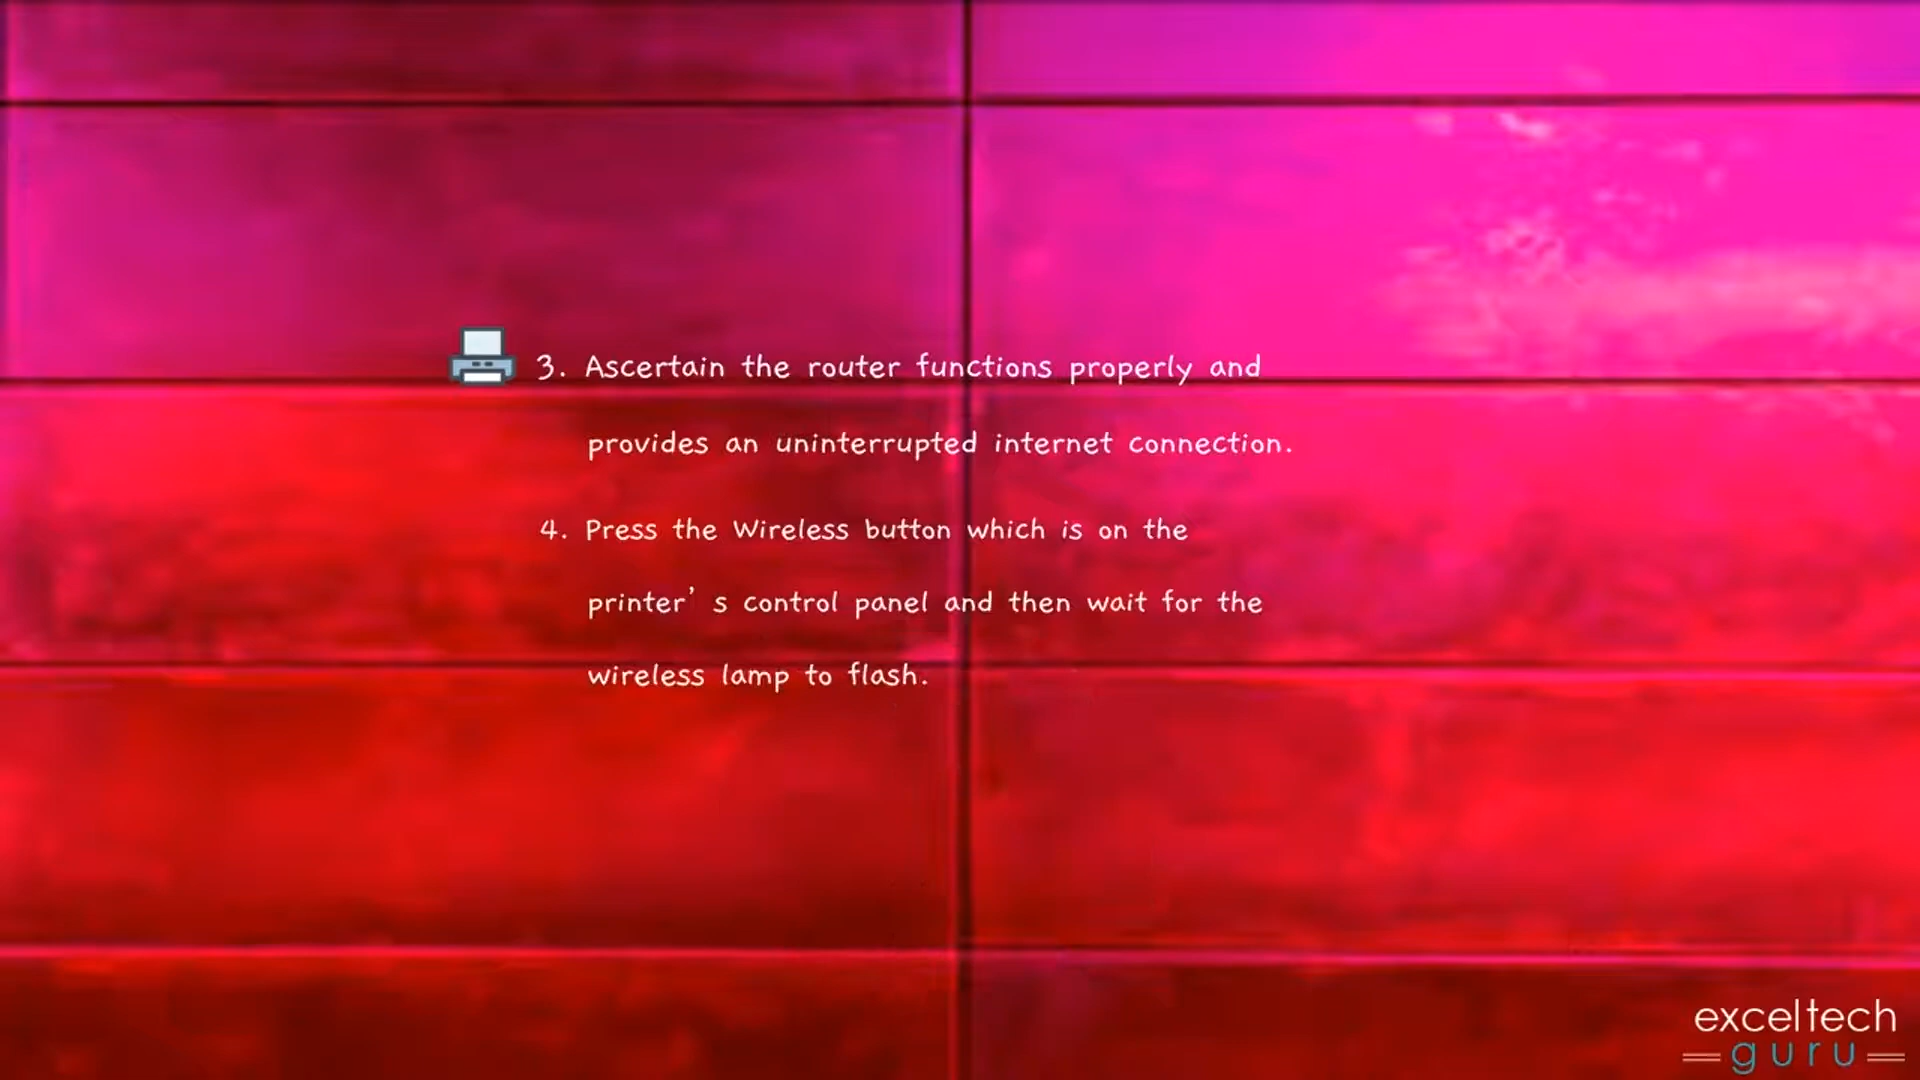 3. Ascertain the router functions properly and
provides an uninterrupted internet connection.
4. Press the Wireless button which is on the
printer’ s control panel and then wait for the
wireless lamp to flash.
exceltech
guru